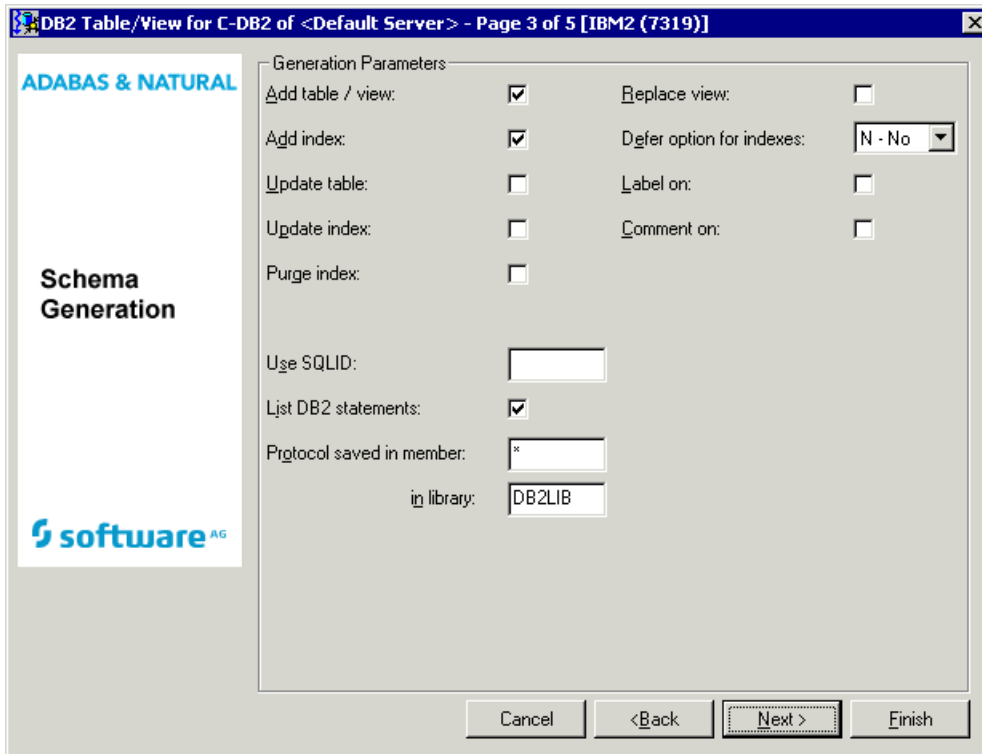 DB2 Table/View for C-DB2 of <Default Server> - Page 3 of 5 [IBM2 (7319)]
ADABAS & NATURAL
Schema
Generation
software AG
Generation Parameters
Add table / view:
Replace view:
Add index:
Defer option for indexes:
N - No
Update table:
Label on:
Update index:
Comment on:
Purge index:
Use SQLID:
List DB2 statements:
Protocol saved in member:
*
in library:
DB2LIB
Cancel
<Back
Next >
Finish